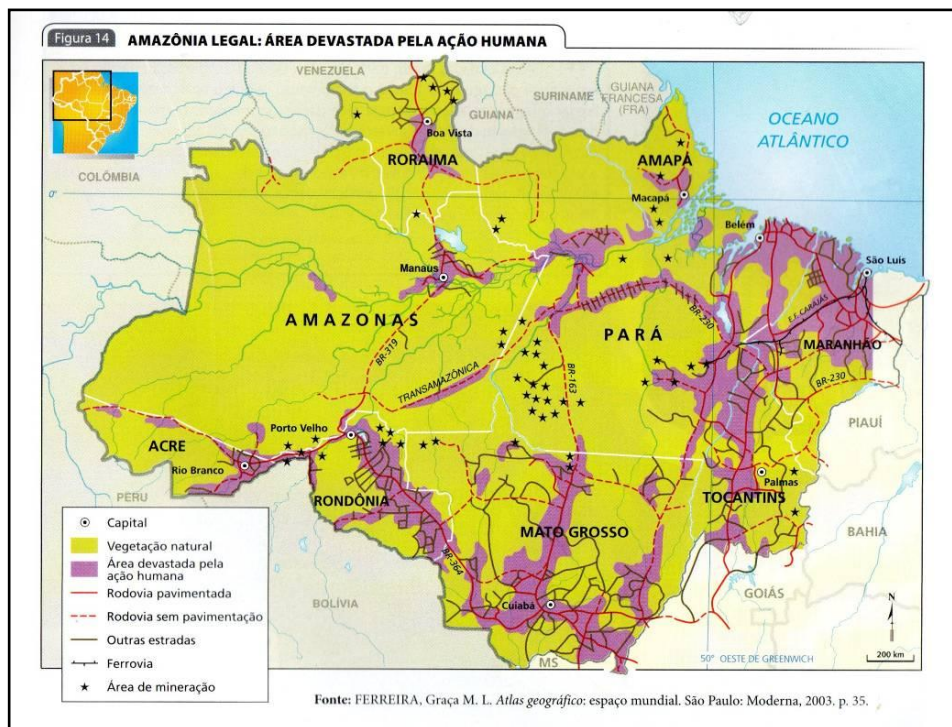 Figura 14
AMAZÔNIA LEGAL: ÁREA DEVASTADA PELA AÇÃO HUMANA
VENEZUELA
SURINAME
GUIANA
FRANCESA
(FRA)
GUIANA
OCEANO
ATLÂNTICO
COLÔMBIA
Boa Vista
RORAIMA
AMAPÁ
0°
Macapá
Belém
São Luís
Manaus
AMAZONAS
PARÁ
E.F. CARAJÁS
BR-230
MARANHÃO
BR-319
TRANSAMAZÔNICA
BR-163
BR-230
PIAUÍ
ACRE
Porto Velho
Rio Branco
PERU
RONDÔNIA
Palmas
TOCANTINS
MATO GROSSO
BAHIA
BR-364
BOLÍVIA
Cuiabá
GOIÁS
MS
50° OESTE DE GREENWICH
N
200 km
Capital
Vegetação natural
Área devastada pela
ação humana
Rodovia pavimentada
Rodovia sem pavimentação
Outras estradas
Ferrovia
Área de mineração
Fonte: FERREIRA, Graça M. L. Atlas geográfico: espaço mundial. São Paulo: Moderna, 2003. p. 35.